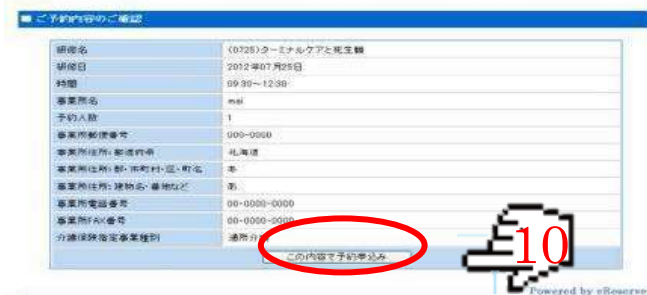 ご予約内容のご確認
研修名 (0725)ターミナルケアと死生観
研修日 2012年07月25日
時間 09:30～12:30
事業所名 mei
予約人数 1
事業所郵便番号 000-0000
事業所住所:都道府県 北海道
事業所住所:郡・市町村・区・町名 あ
事業所住所:建物名・番地など あ
事業所電話番号 00-0000-0000
事業所FAX番号 00-0000-0000
介護保険指定事業種別 通所介
この内容で予約申込み
10
Powered by eReserve